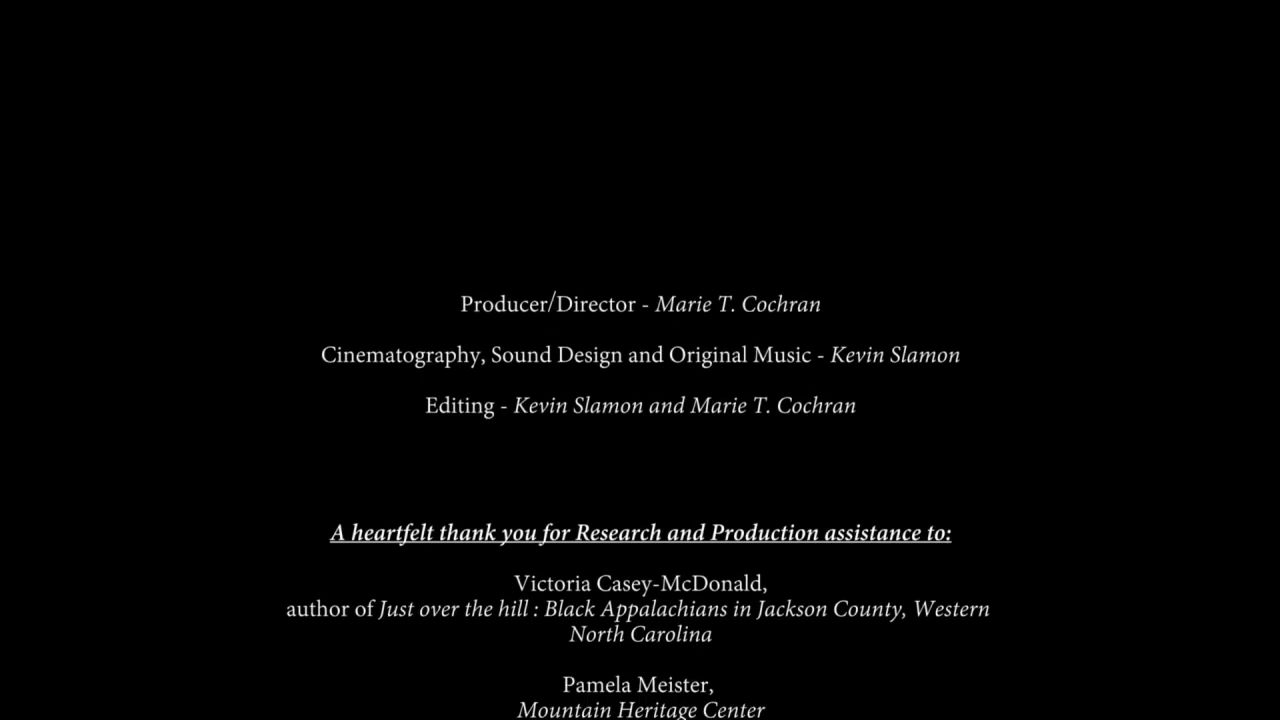 Producer/Director - Marie T. Cochran
Cinematography, Sound Design and Original Music - Kevin Slamon
Editing - Kevin Slamon and Marie T. Cochran
A heartfelt thank you for Research and Production assistance to:
Victoria Casey-McDonald,
author of Just over the hill : Black Appalachians in Jackson County, Western
North Carolina
Pamela Meister,
Mountain Heritage Center